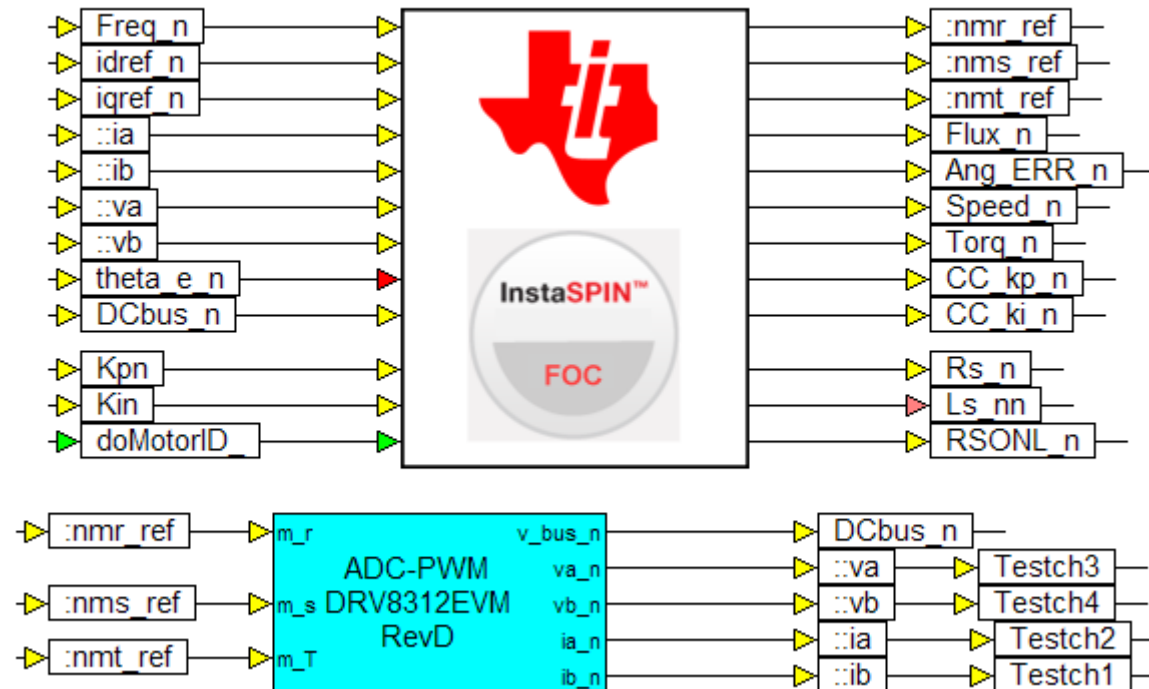 Freq_n
idref_n
iqref_n
::ia
::ib
::va
::vb
theta_e_n
DCbus_n
Kpn
Kin
doMotorID_
InstaSPIN™
FOC
:nmr_ref
:nms_ref
:nmt_ref
Flux_n
Ang_ERR_n
Speed_n
Torq_n
CC_kp_n
CC_ki_n
Rs_n
Ls_nn
RSONL_n
:nmr_ref
:nms_ref
:nmt_ref
m_r
m_s
m_T
ADC-PWM
DRV8312EVM
RevD
v_bus_n
va_n
vb_n
ia_n
ib_n
DCbus_n
::va
::vb
::ia
::ib
Testch3
Testch4
Testch2
Testch1